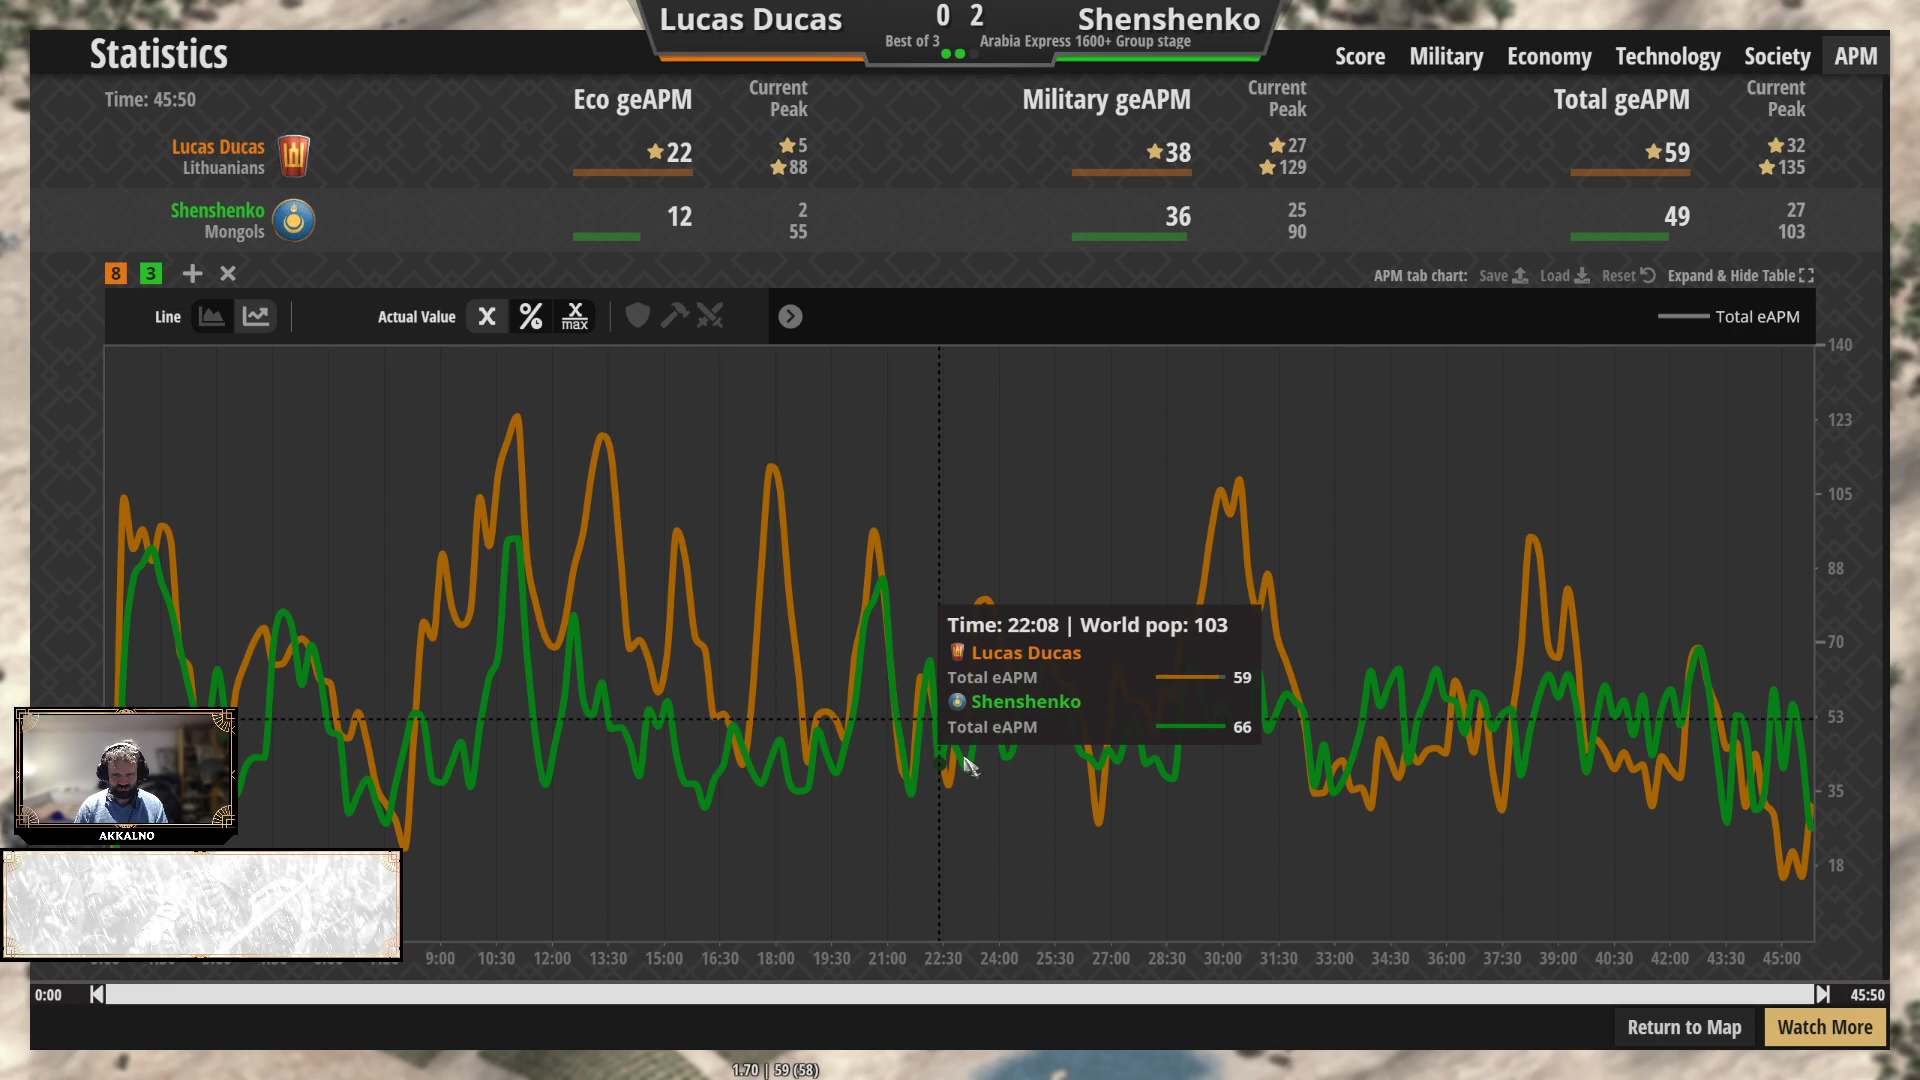 Lucas Ducas
0 2
Shenshenko
Best of 3
Arabia Express 1600+ Group stage
Statistics
Score
Military
Economy
Technology
Society
APM
Time: 45:50
Eco geAPM
Current
Peak
Military geAPM
Current
Peak
Total geAPM
Current
Peak
Lucas Ducas
Lithuanians
22
5
88
38
27
129
59
32
135
Shenshenko
Mongols
12
2
55
36
25
90
49
27
103
8
3
APM tab chart:
Save
Load
Reset
Expand & Hide Table
Line
Actual Value
X
%
X
max
Total eAPM
140
123
105
88
70
53
35
18
Time: 22:08 | World pop: 103
Lucas Ducas
Total eAPM
59
Shenshenko
Total eAPM
66
AKKALNO
9:00
10:30
12:00
13:30
15:00
16:30
18:00
19:30
21:00
22:30
24:00
25:30
27:00
28:30
30:00
31:30
33:00
34:30
36:00
37:30
39:00
40:30
42:00
43:30
45:00
0:00
45:50
Return to Map
Watch More
1.70 | 59 (58)